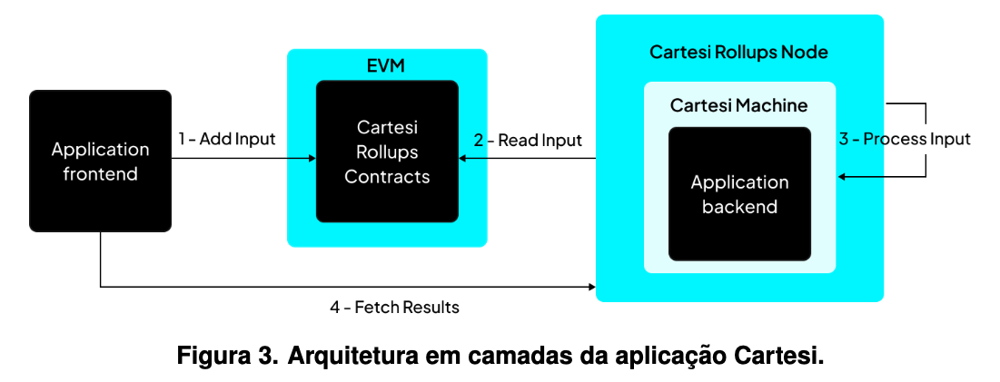 Application
frontend
1 - Add Input
EVM
Cartesi
Rollups
Contracts
2 - Read Input
Cartesi Rollups Node
Cartesi Machine
Application
backend
3 - Process Input
4 - Fetch Results
Figura 3. Arquitetura em camadas da aplicação Cartesi.